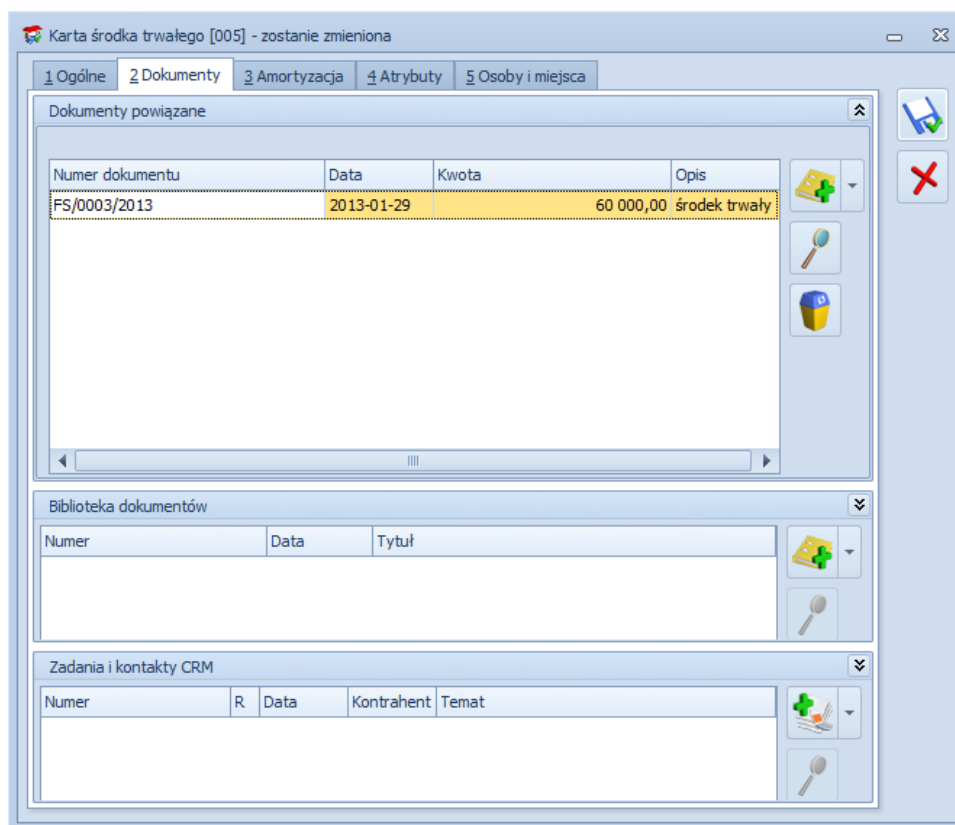 Karta środka trwałego [005] - zostanie zmieniona
1 Ogólne 2 Dokumenty 3 Amortyzacja 4 Atrybuty 5 Osoby i miejsca
Dokumenty powiązane
Numer dokumentu Data Kwota Opis
FS/0003/2013 2013-01-29 60 000,00 środek trwały
Biblioteka dokumentów
Numer Data Tytuł
Zadania i kontakty CRM
Numer R Data Kontrahent Temat